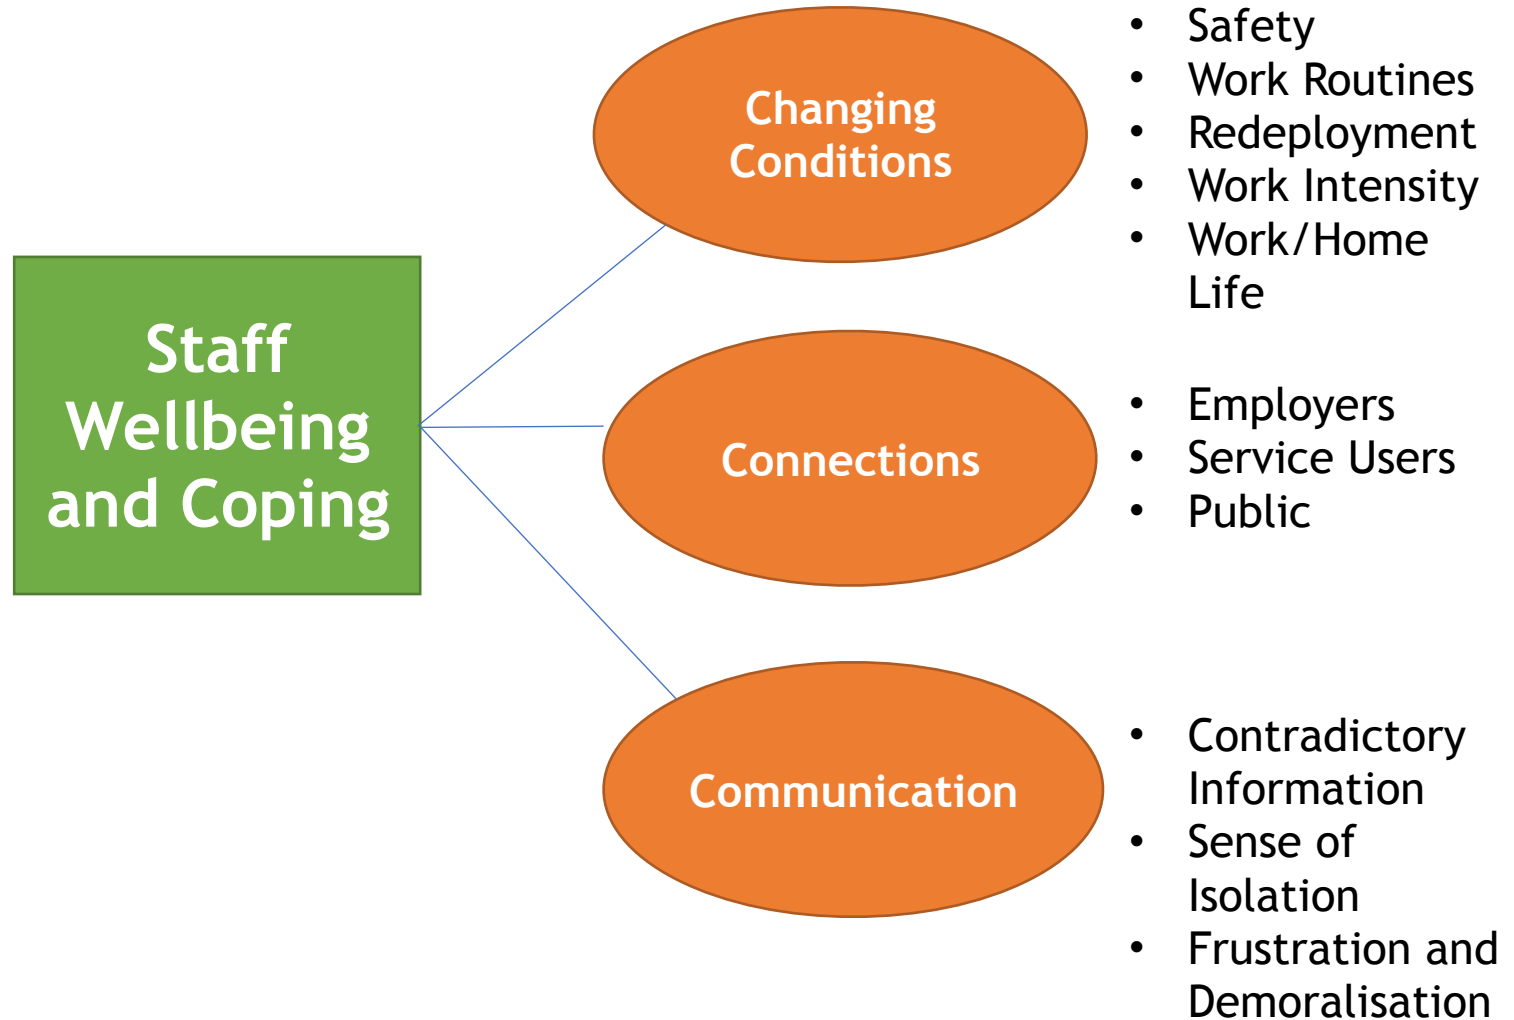 Staff
Wellbeing
and Coping
Changing
Conditions
• Safety
• Work Routines
• Redeployment
• Work Intensity
• Work/Home
Life
Connections
• Employers
• Service Users
• Public
Communication
• Contradictory
Information
• Sense of
Isolation
• Frustration and
Demoralisation